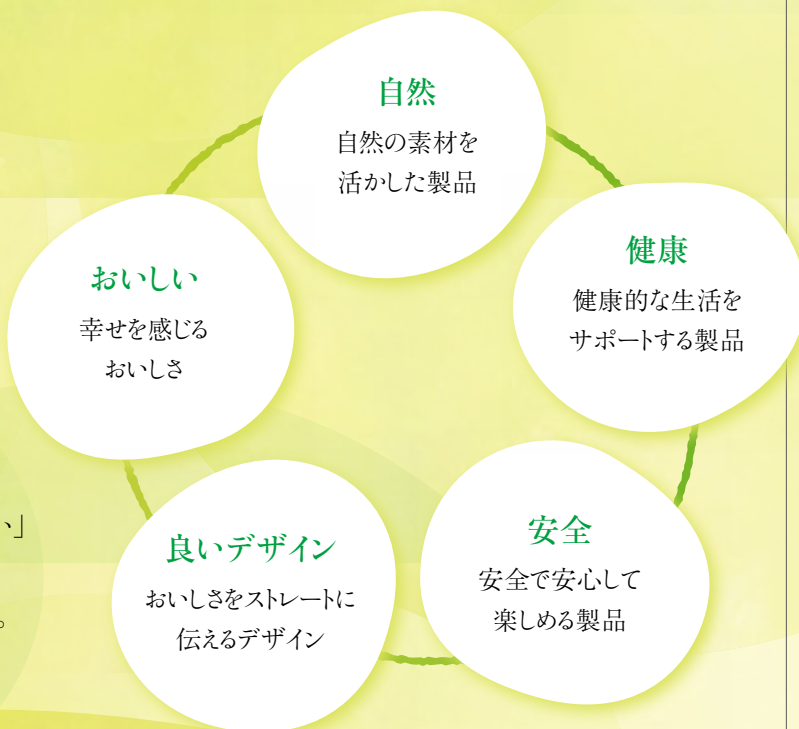 自然
自然の素材を
活かした製品
健康
健康的な生活を
サポートする製品
安全
安全で安心して
楽しめる製品
良いデザイン
おいしさをストレートに
伝えるデザイン
おいしい
幸せを感じる
おいしさ
い」
。